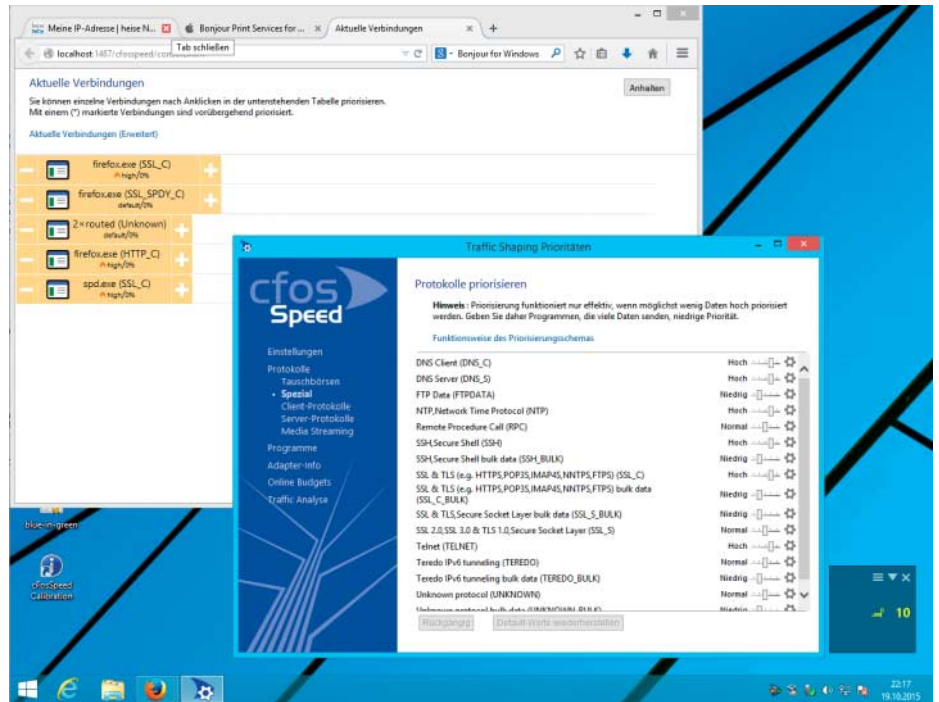 Meine IP-Adresse | heise N...
Bonjour Print Services for ...
Aktuelle Verbindungen
Tab schließen
localhost:1487/cfosspeed/con
Bonjour for Windows
Aktuelle Verbindungen
Anhalten
Sie können einzelne Verbindungen nach Anklicken in der untenstehenden Tabelle priorisieren.
Mit einem (*) markierte Verbindungen sind vorübergehend priorisiert.
Aktuelle Verbindungen (Erweitert)
firefox.exe (SSL_C)
high/0%
firefox.exe (SSL_SPDY_C)
default/0%
2×routed (Unknown)
default/0%
firefox.exe (HTTP_C)
high/0%
spd.exe (SSL_C)
high/0%
Traffic Shaping Prioritäten
cfos
Speed
Einstellungen
Protokolle
Tauschbörsen
• Spezial
Client-Protokolle
Server-Protokolle
Media Streaming
Programme
Adapter-Info
Online Budgets
Traffic Analyse
Protokolle priorisieren
Hinweis : Priorisierung funktioniert nur effektiv, wenn möglichst wenig Daten hoch priorisiert
werden. Geben Sie daher Programmen, die viele Daten senden, niedrige Priorität.
Funktionsweise des Priorisierungsschemas
DNS Client (DNS_C) Hoch
DNS Server (DNS_S) Hoch
FTP Data (FTPDATA) Niedrig
NTP,Network Time Protocol (NTP) Hoch
Remote Procedure Call (RPC) Normal
SSH,Secure Shell (SSH) Hoch
SSH,Secure Shell bulk data (SSH_BULK) Niedrig
SSL & TLS (e.g. HTTPS,POP3S,IMAP4S,NNTPS,FTPS) (SSL_C) Hoch
SSL & TLS (e.g. HTTPS,POP3S,IMAP4S,NNTPS,FTPS) bulk data
(SSL_C_BULK) Niedrig
SSL & TLS,Secure Socket Layer bulk data (SSL_S_BULK) Niedrig
SSL 2.0,SSL 3.0 & TLS 1.0,Secure Socket Layer (SSL_S) Normal
Telnet (TELNET) Hoch
Teredo IPv6 tunneling (TEREDO) Normal
Teredo IPv6 tunneling bulk data (TEREDO_BULK) Niedrig
Unknown protocol (UNKNOWN) Normal
Unknown protocol bulk data (UNKNOWN_BULK) Niedrig
Rückgängig
Default-Werte wiederherstellen
blue-in-green
cFosSpeed
Calibration
10
22:17
19.10.2015